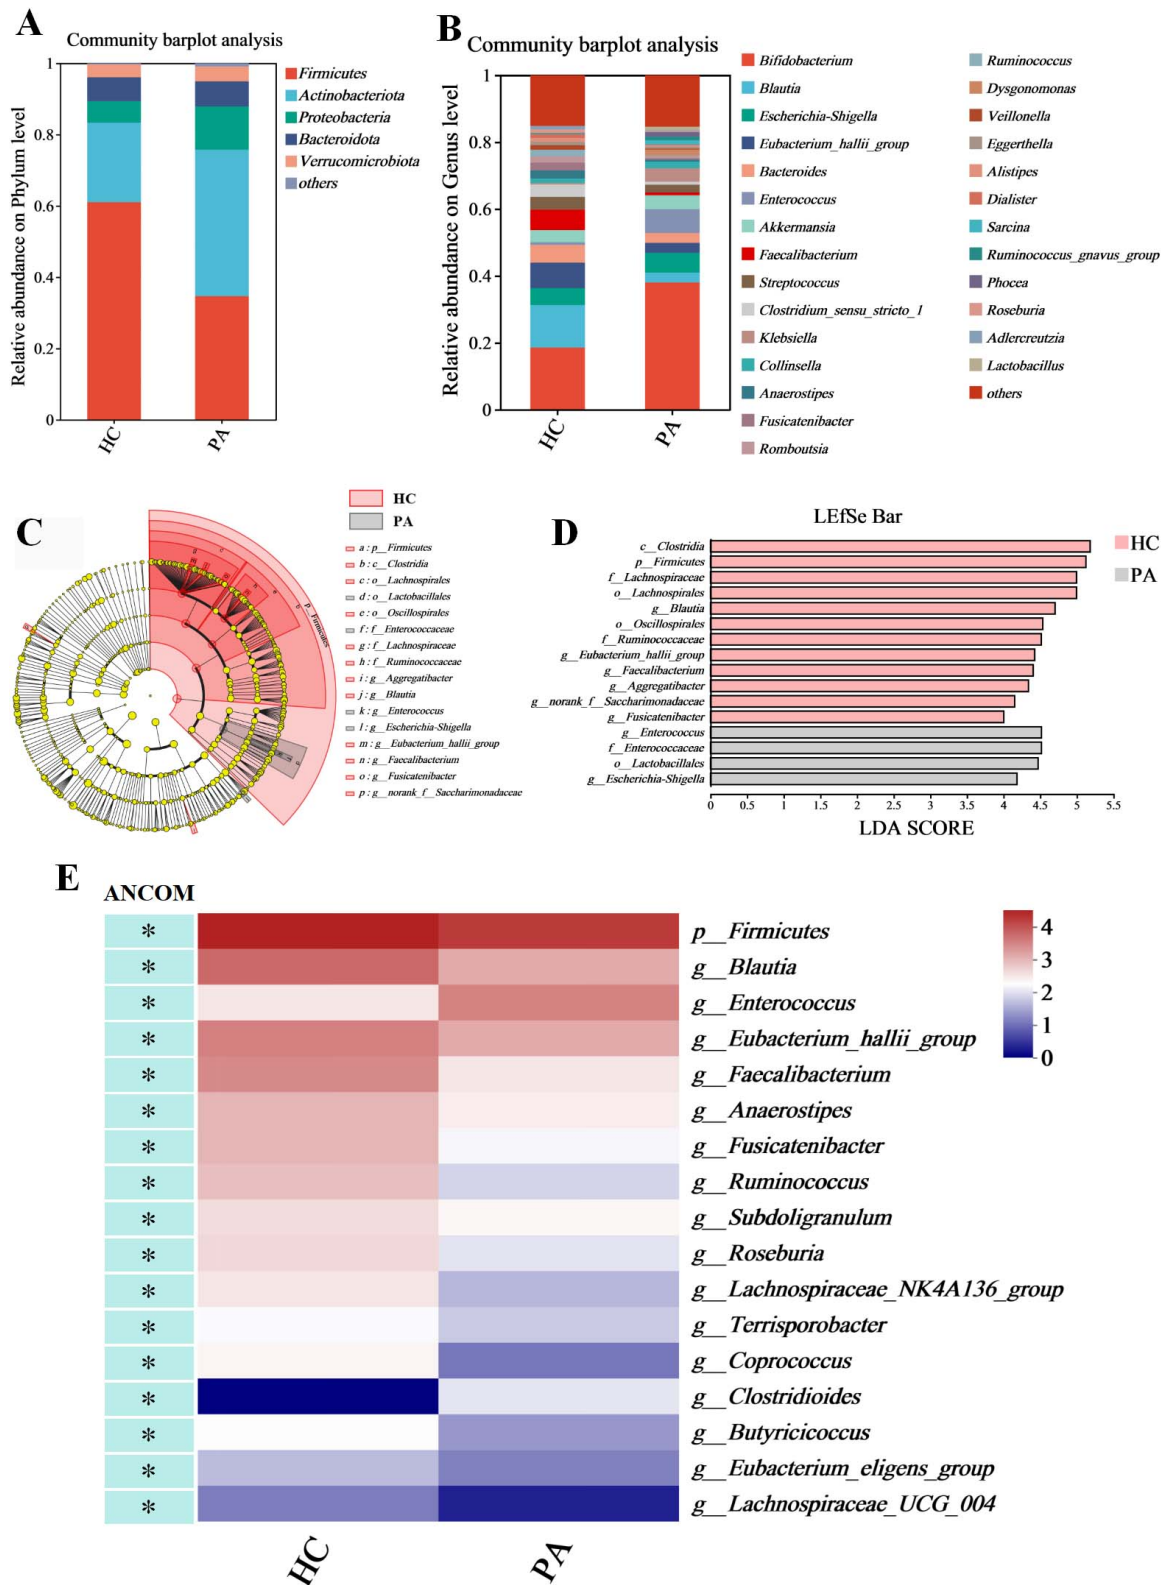 A
Community barplot analysis
Relative abundance on Phylum level
1
0.8
0.6
0.4
0.2
0
HC
PA
Firmicutes
Actinobacteriota
Proteobacteria
Bacteroidota
Verrucomicrobiota
others
B
Community barplot analysis
Relative abundance on Genus level
1
0.8
0.6
0.4
0.2
0
HC
PA
Bifidobacterium
Blautia
Escherichia-Shigella
Eubacterium_hallii_group
Bacteroides
Enterococcus
Akkermansia
Faecalibacterium
Streptococcus
Clostridium_sensu_stricto_1
Klebsiella
Collinsella
Anaerostipes
Fusicatenibacter
Romboutsia
Ruminococcus
Dysgonomonas
Veillonella
Eggerthella
Alistipes
Dialister
Sarcina
Ruminococcus_gnavus_group
Phocea
Roseburia
Adlercreutzia
Lactobacillus
others
C
HC
PA
p__Firmicutes
a : p__Firmicutes
b : c__Clostridia
c : o__Lachnospirales
d : o__Lactobacillales
e : o__Oscillospirales
f : f__Enterococcaceae
g : f__Lachnospiraceae
h : f__Ruminococcaceae
i : g__Aggregatibacter
j : g__Blautia
k : g__Enterococcus
l : g__Escherichia-Shigella
m : g__Eubacterium_hallii_group
n : g__Faecalibacterium
o : g__Fusicatenibacter
p : g__norank_f__Saccharimonadaceae
D
LEfSe Bar
HC
PA
c__Clostridia
p__Firmicutes
f__Lachnospiraceae
o__Lachnospirales
g__Blautia
o__Oscillospirales
f__Ruminococcaceae
g__Eubacterium_hallii_group
g__Faecalibacterium
g__Aggregatibacter
g__norank_f__Saccharimonadaceae
g__Fusicatenibacter
g__Enterococcus
f__Enterococcaceae
o__Lactobacillales
g__Escherichia-Shigella
0 0.5 1 1.5 2 2.5 3 3.5 4 4.5 5 5.5
LDA SCORE
E
ANCOM
* p__Firmicutes
* g__Blautia
* g__Enterococcus
* g__Eubacterium_hallii_group
* g__Faecalibacterium
* g__Anaerostipes
* g__Fusicatenibacter
* g__Ruminococcus
* g__Subdoligranulum
* g__Roseburia
* g__Lachnospiraceae_NK4A136_group
* g__Terrisporobacter
* g__Coprococcus
* g__Clostridioides
* g__Butyricicoccus
* g__Eubacterium_eligens_group
* g__Lachnospiraceae_UCG_004
HC
PA
4
3
2
1
0